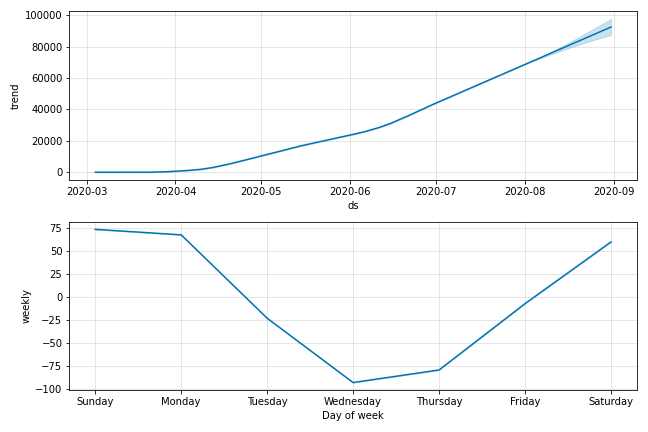 100000
80000
60000
40000
20000
0
trend
2020-03 2020-04 2020-05 2020-06 2020-07 2020-08 2020-09
ds
75
50
25
0
−25
−50
−75
−100
weekly
Sunday Monday Tuesday Wednesday Thursday Friday Saturday
Day of week